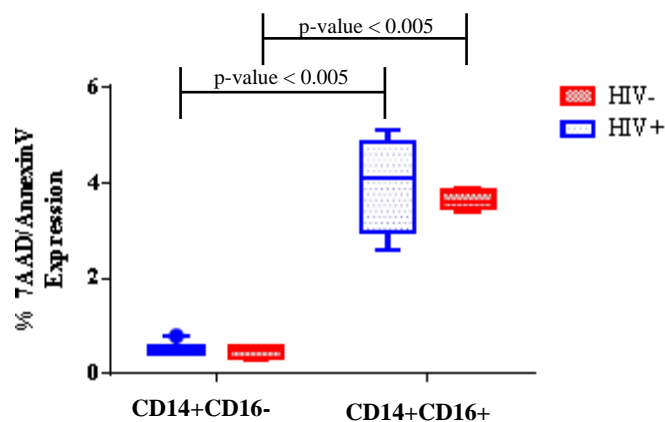 p-value < 0.005
p-value < 0.005
6
4
2
0
% 7AAD/AnnexinV
Expression
HIV-
HIV+
CD14+CD16-
CD14+CD16+